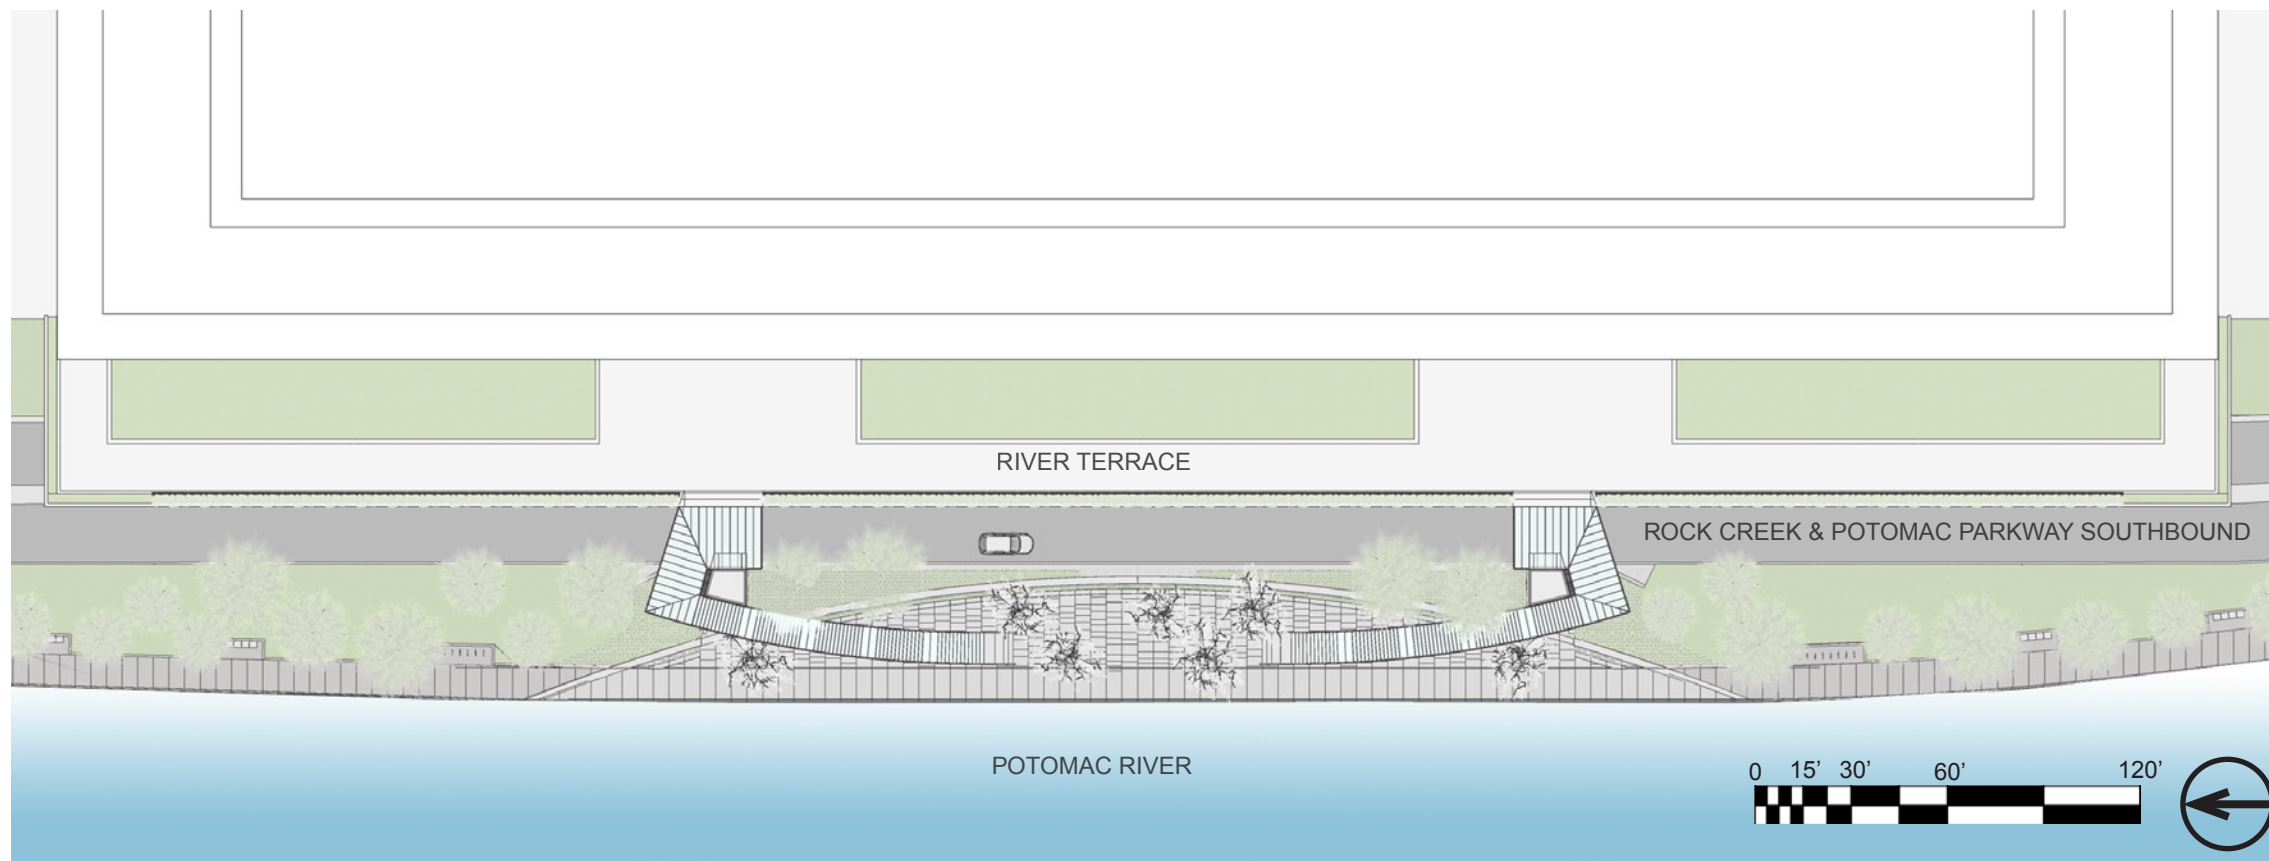 RIVER TERRACE
ROCK CREEK & POTOMAC PARKWAY SOUTHBOUND
POTOMAC RIVER
0 15’ 30’ 60’ 120’